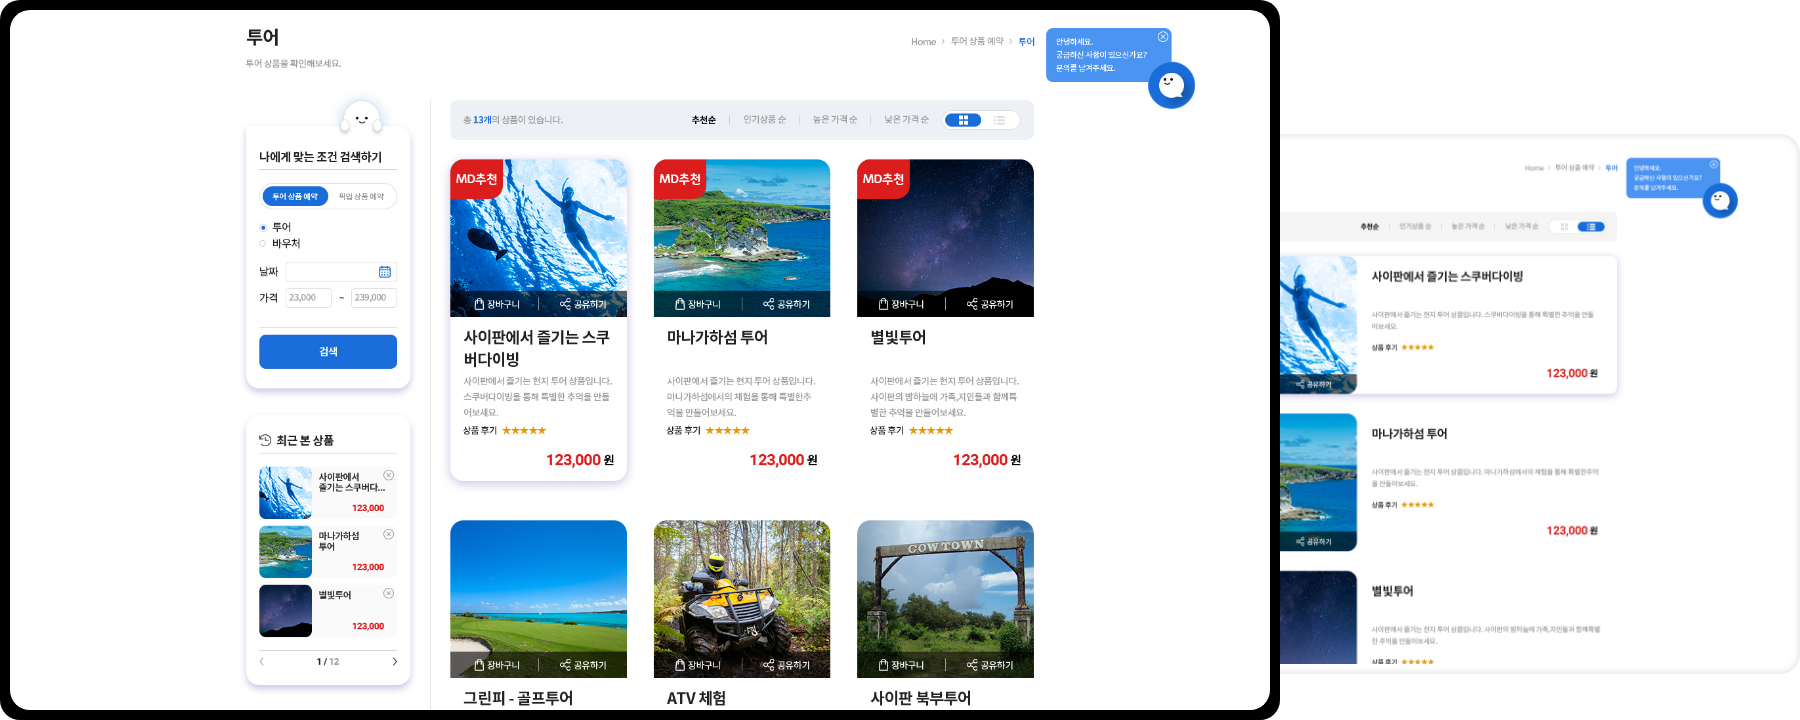 투어
투어 상품을 확인해보세요.
Home > 투어 상품 예약 > 투어
안녕하세요.
궁금하신 사항이 있으신가요?
문의를 남겨주세요.
나에게 맞는 조건 검색하기
투어 상품 예약 픽업 상품 예약
투어
바우처
날짜
가격 23,000 ~ 239,000
검색
최근 본 상품
사이판에서
즐기는 스쿠버다...
123,000
마나가하섬
투어
123,000
별빛투어
123,000
1 / 12
총 13개의 상품이 있습니다.
추천순 인기상품 순 높은 가격 순 낮은 가격 순
MD추천
장바구니 공유하기
사이판에서 즐기는 스쿠
버다이빙
사이판에서 즐기는 현지 투어 상품입니다.
스쿠버다이빙을 통해 특별한 추억을 만들
어보세요.
상품 후기 ★★★★★
123,000 원
MD추천
장바구니 공유하기
마나가하섬 투어
사이판에서 즐기는 현지 투어 상품입니다.
마나가하섬에서의 체험을 통해 특별한추
억을 만들어보세요.
상품 후기 ★★★★★
123,000 원
MD추천
장바구니 공유하기
별빛투어
사이판에서 즐기는 현지 투어 상품입니다.
사이판의 밤하늘에 가족,지인들과 함께특
별한 추억을 만들어보세요.
상품 후기 ★★★★★
123,000 원
장바구니 공유하기
그린피 - 골프투어
장바구니 공유하기
ATV 체험
COWTOWN
장바구니 공유하기
사이판 북부투어
Home > 투어 상품 예약 > 투어
안녕하세요.
궁금하신 사항이 있으신가요?
문의를 남겨주세요.
추천순 인기상품 순 높은 가격 순 낮은 가격 순
공유하기
사이판에서 즐기는 스쿠버다이빙
사이판에서 즐기는 현지 투어 상품입니다. 스쿠버다이빙을 통해 특별한 추억을 만들
어보세요.
상품 후기 ★★★★★
123,000 원
공유하기
마나가하섬 투어
사이판에서 즐기는 현지 투어 상품입니다. 마나가하섬에서의 체험을 통해 특별한추억
을 만들어보세요.
상품 후기 ★★★★★
123,000 원
별빛투어
사이판에서 즐기는 현지 투어 상품입니다. 사이판의 밤하늘에 가족,지인들과 함께특별
한 추억을 만들어보세요.
상품 후기 ★★★★★